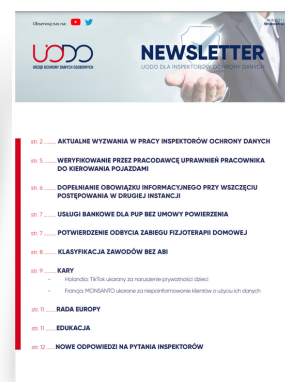 Obserwuj nas na:
UODO
URZĄD OCHRONY DANYCH OSOBOWYCH
NEWSLETTER
UODO DLA INSPEKTORÓW OCHRONY DANYCH
str. 2 ........ AKTUALNE WYZWANIA W PRACY INSPEKTORÓW OCHRONY DANYCH
str. 5 ........ WERYFIKOWANIE PRZEZ PRACODAWCĘ UPRAWNIEŃ PRACOWNIKA
DO KIEROWANIA POJAZDAMI
str. 6 ........ DOPEŁNIANIE OBOWIĄZKU INFORMACYJNEGO PRZY WSZCZĘCIU
POSTĘPOWANIA W DRUGIEJ INSTANCJI
str. 7 ........ USŁUGI BANKOWE DLA PUP BEZ UMOWY POWIERZENIA
str. 7 ........ POTWIERDZENIE ODBYCIA ZABIEGU FIZJOTERAPII DOMOWEJ
str. 8 ........ KLASYFIKACJA ZAWODÓW BEZ ABI
str. 9 ........ KARY
– Holandia: TikTok ukarany za naruszenie prywatności dzieci
– Francja: MONSANTO ukarane za niepoinformowanie klientów o użyciu ich danych
str. 11 ....... RADA EUROPY
str. 11 ....... EDUKACJA
str. 12 ....... NOWE ODPOWIEDZI NA PYTANIA INSPEKTORÓW